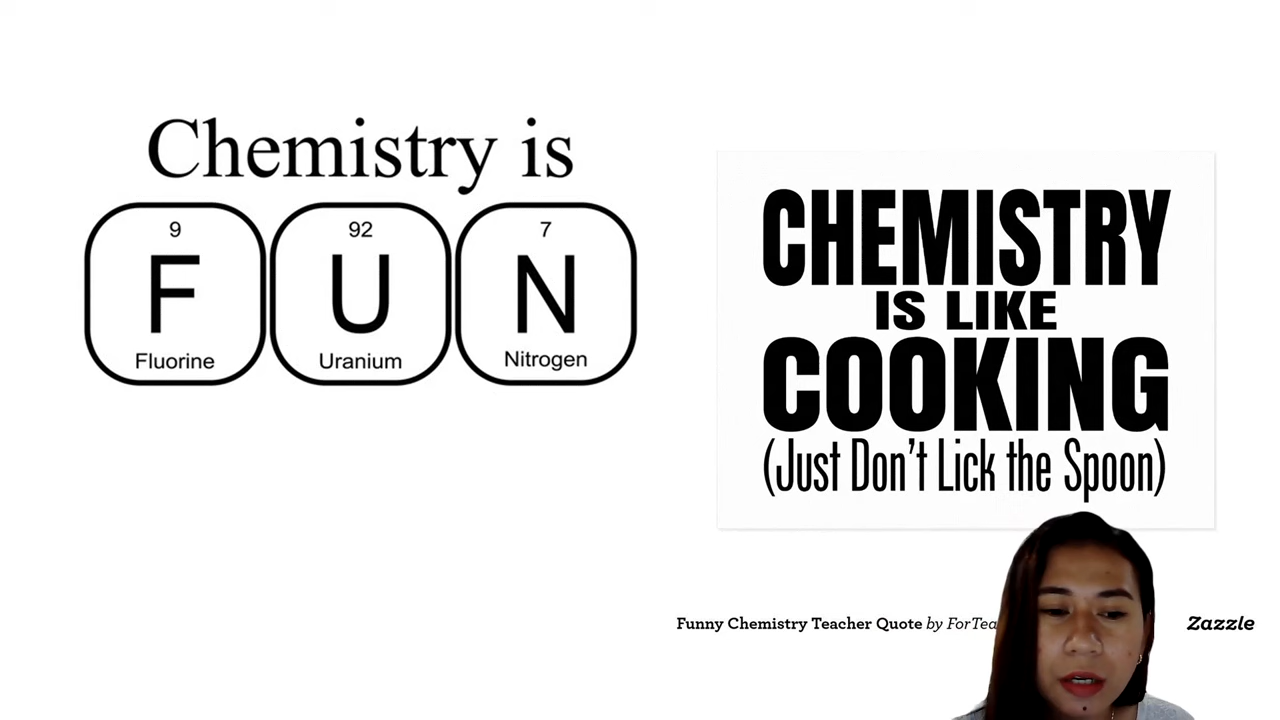 Chemistry is
9
F
Fluorine
92
U
Uranium
7
N
Nitrogen
CHEMISTRY
IS LIKE
COOKING
(Just Don't Lick the Spoon)
Funny Chemistry Teacher Quote by
Zazzle